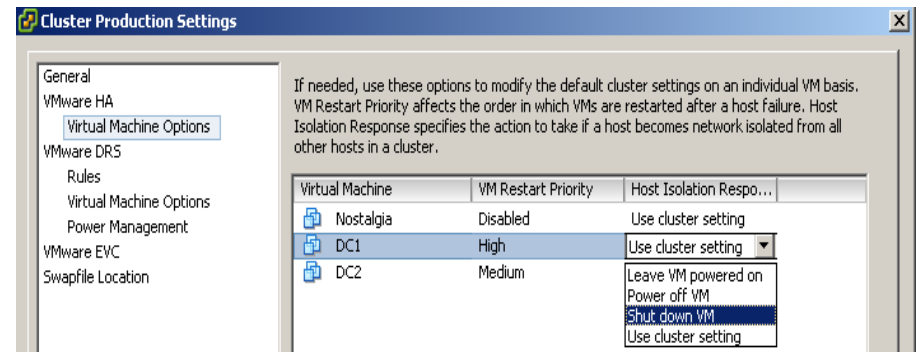 Cluster Production Settings
General
VMware HA
Virtual Machine Options
VMware DRS
Rules
Virtual Machine Options
Power Management
VMware EVC
Swapfile Location
If needed, use these options to modify the default cluster settings on an individual VM basis.
VM Restart Priority affects the order in which VMs are restarted after a host failure. Host
Isolation Response specifies the action to take if a host becomes network isolated from all
other hosts in a cluster.
Virtual Machine VM Restart Priority Host Isolation Respo...
Nostalgia Disabled Use cluster setting
DC1 High Use cluster setting
DC2 Medium
Leave VM powered on
Power off VM
Shut down VM
Use cluster setting